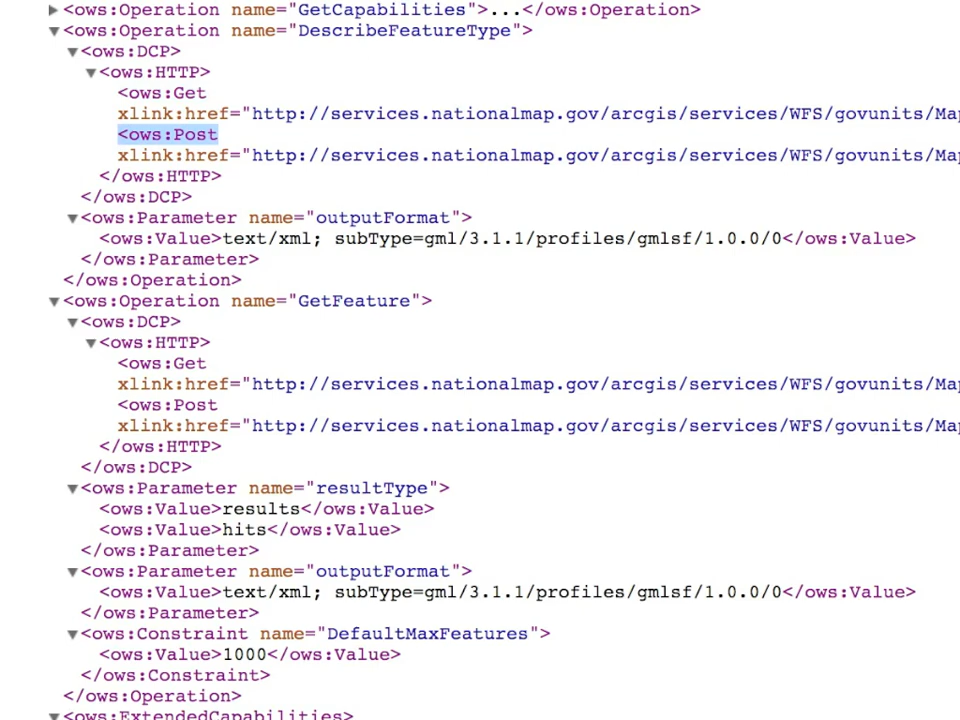 <ows:Operation name="GetCapabilities">...</ows:Operation>
<ows:Operation name="DescribeFeatureType">
<ows:DCP>
<ows:HTTP>
<ows:Get
xlink:href="http://services.nationalmap.gov/arcgis/services/WFS/govunits/Map
<ows:Post
xlink:href="http://services.nationalmap.gov/arcgis/services/WFS/govunits/Map
</ows:HTTP>
</ows:DCP>
<ows:Parameter name="outputFormat">
<ows:Value>text/xml; subType=gml/3.1.1/profiles/gmlsf/1.0.0/0</ows:Value>
</ows:Parameter>
</ows:Operation>
<ows:Operation name="GetFeature">
<ows:DCP>
<ows:HTTP>
<ows:Get
xlink:href="http://services.nationalmap.gov/arcgis/services/WFS/govunits/Map
<ows:Post
xlink:href="http://services.nationalmap.gov/arcgis/services/WFS/govunits/Map
</ows:HTTP>
</ows:DCP>
<ows:Parameter name="resultType">
<ows:Value>results</ows:Value>
<ows:Value>hits</ows:Value>
</ows:Parameter>
<ows:Parameter name="outputFormat">
<ows:Value>text/xml; subType=gml/3.1.1/profiles/gmlsf/1.0.0/0</ows:Value>
</ows:Parameter>
<ows:Constraint name="DefaultMaxFeatures">
<ows:Value>1000</ows:Value>
</ows:Constraint>
</ows:Operation>
<ows:ExtendedCapabilities>